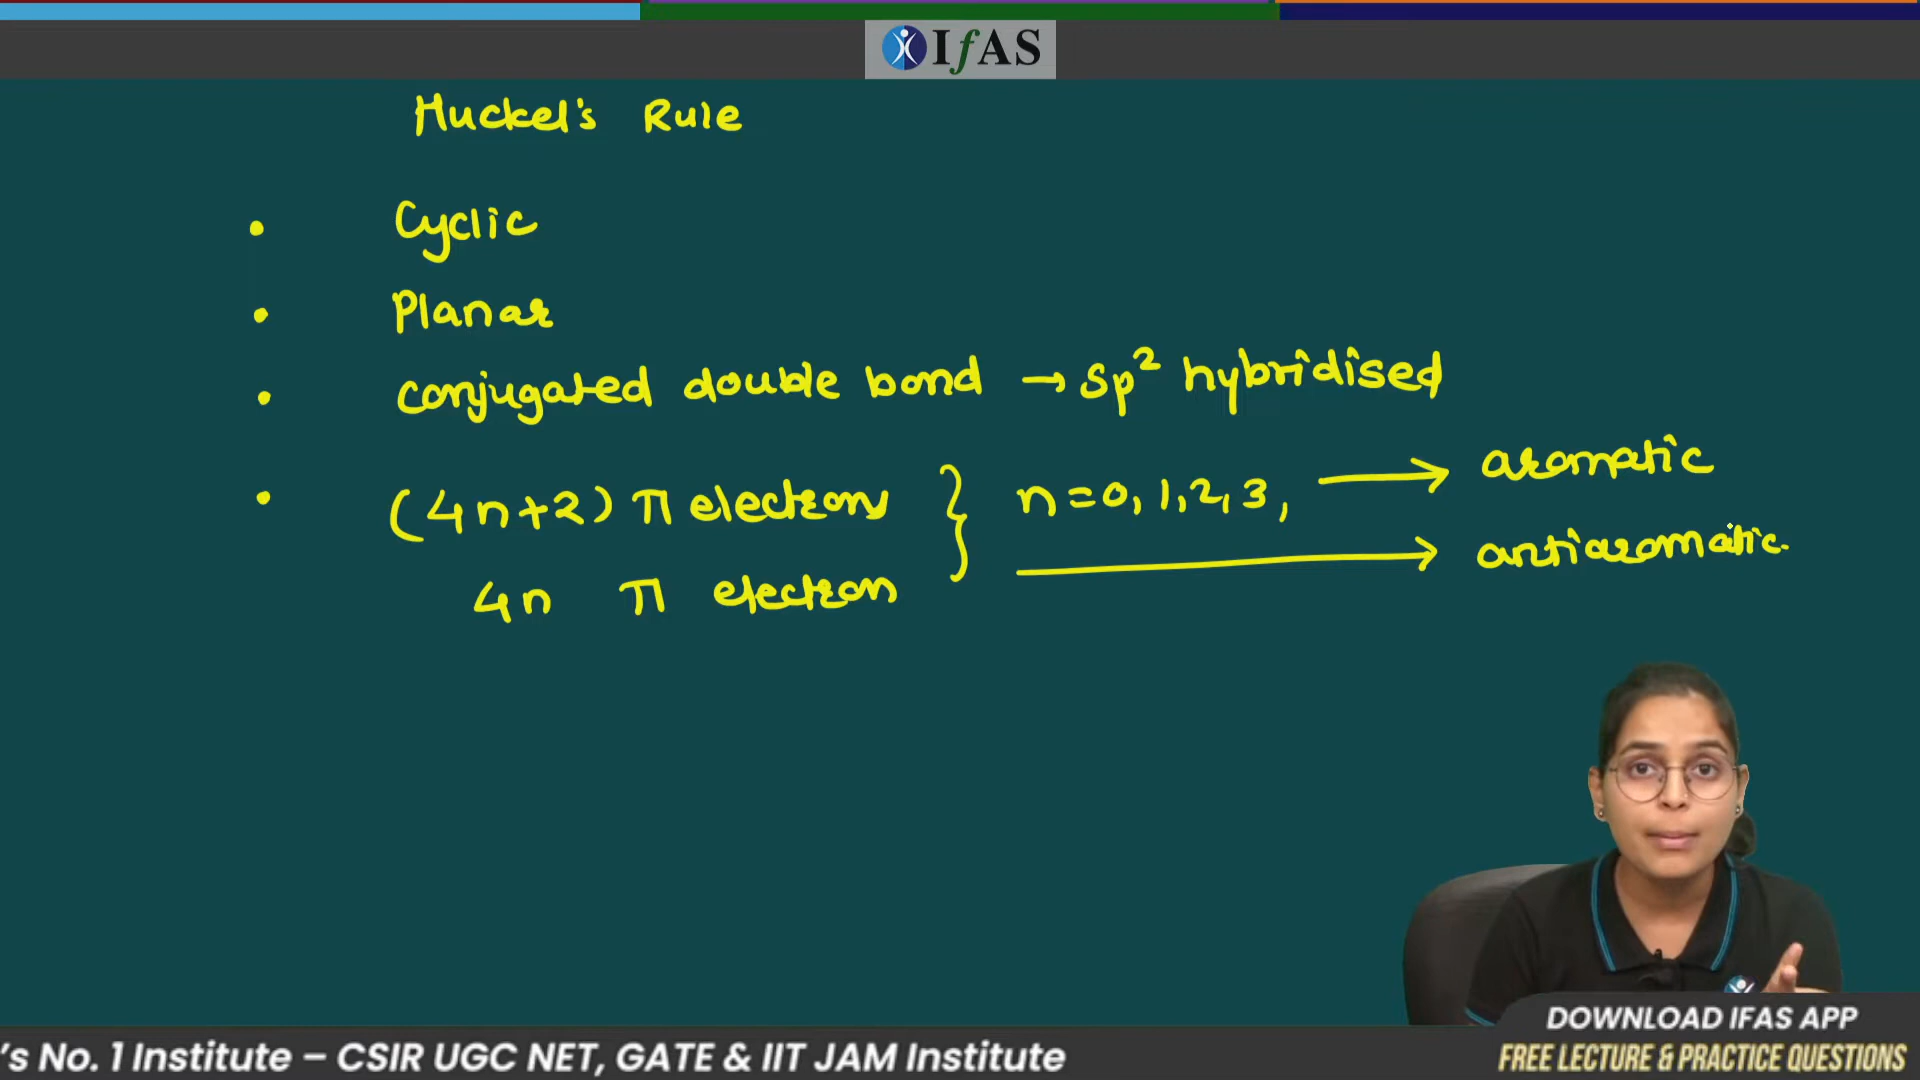 IfAS
Huckel's Rule
• Cyclic
• Planar
• conjugated double bond → sp² hybridised
• (4n+2) π electrons } n=0, 1, 2, 3, → aromatic
4n π electron → antiaromatic.
DOWNLOAD IFAS APP
's No. 1 Institute – CSIR UGC NET, GATE & IIT JAM Institute
FREE LECTURE & PRACTICE QUESTIONS